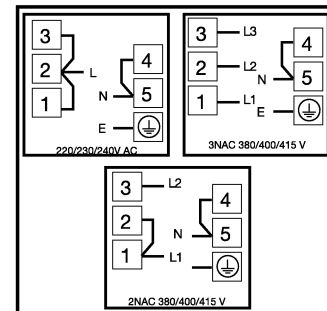 3
2 L
1
4
N 5
E
220/230/240V AC
3 L3
2 L2
1 L1
4
N 5
E
3NAC 380/400/415 V
3 L2
2
1 L1
4
N 5
2NAC 380/400/415 V